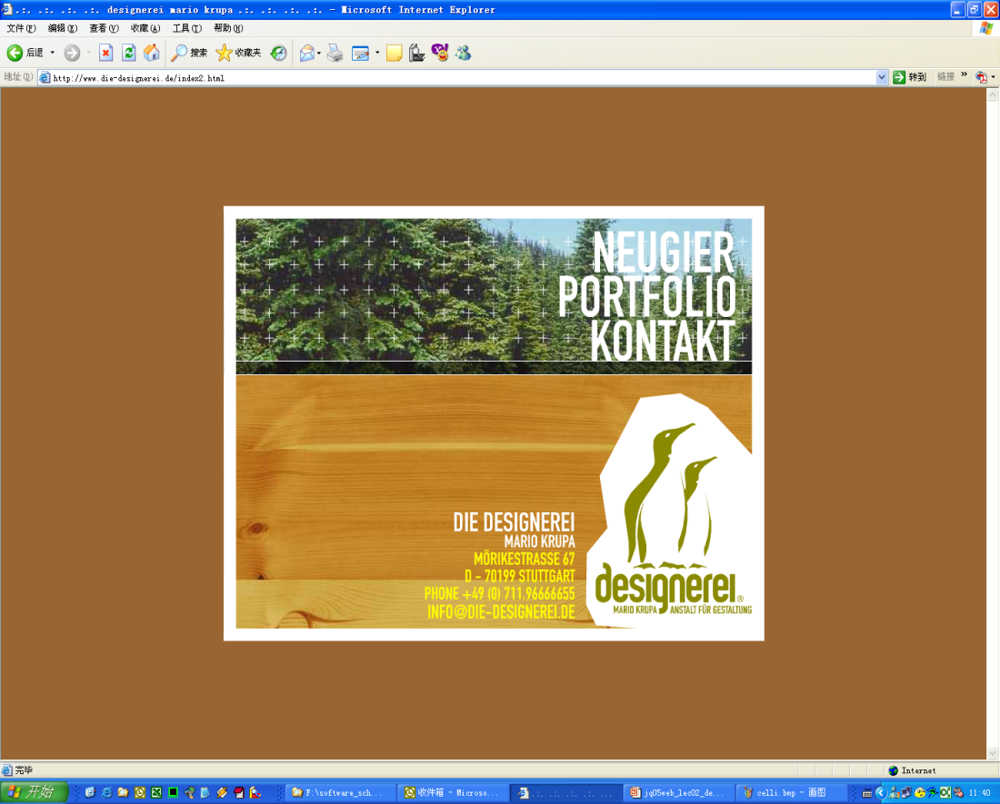 .:. .:. .:. .:. designerei mario krupa .:. .:. .:. .:. - Microsoft Internet Explorer
文件(F) 编辑(E) 查看(V) 收藏(A) 工具(T) 帮助(H)
后退 搜索 收藏夹
地址(D) http://www.die-designerei.de/index2.html 转到 链接 »
NEUGIER
PORTFOLIO
KONTAKT
DIE DESIGNEREI
MARIO KRUPA
MÖRIKESTRASSE 67
D - 70199 STUTTGART
PHONE +49 (0) 711.96666655
INFO@DIE-DESIGNEREI.DE
designerei®
MARIO KRUPA ANSTALT FÜR GESTALTUNG
完毕 Internet
开始 F:\software_sch... 收件箱 - Microso... .:. .:. .:. .:. ... jq05web_lec02_de... celli.bmp - 画图 11:40